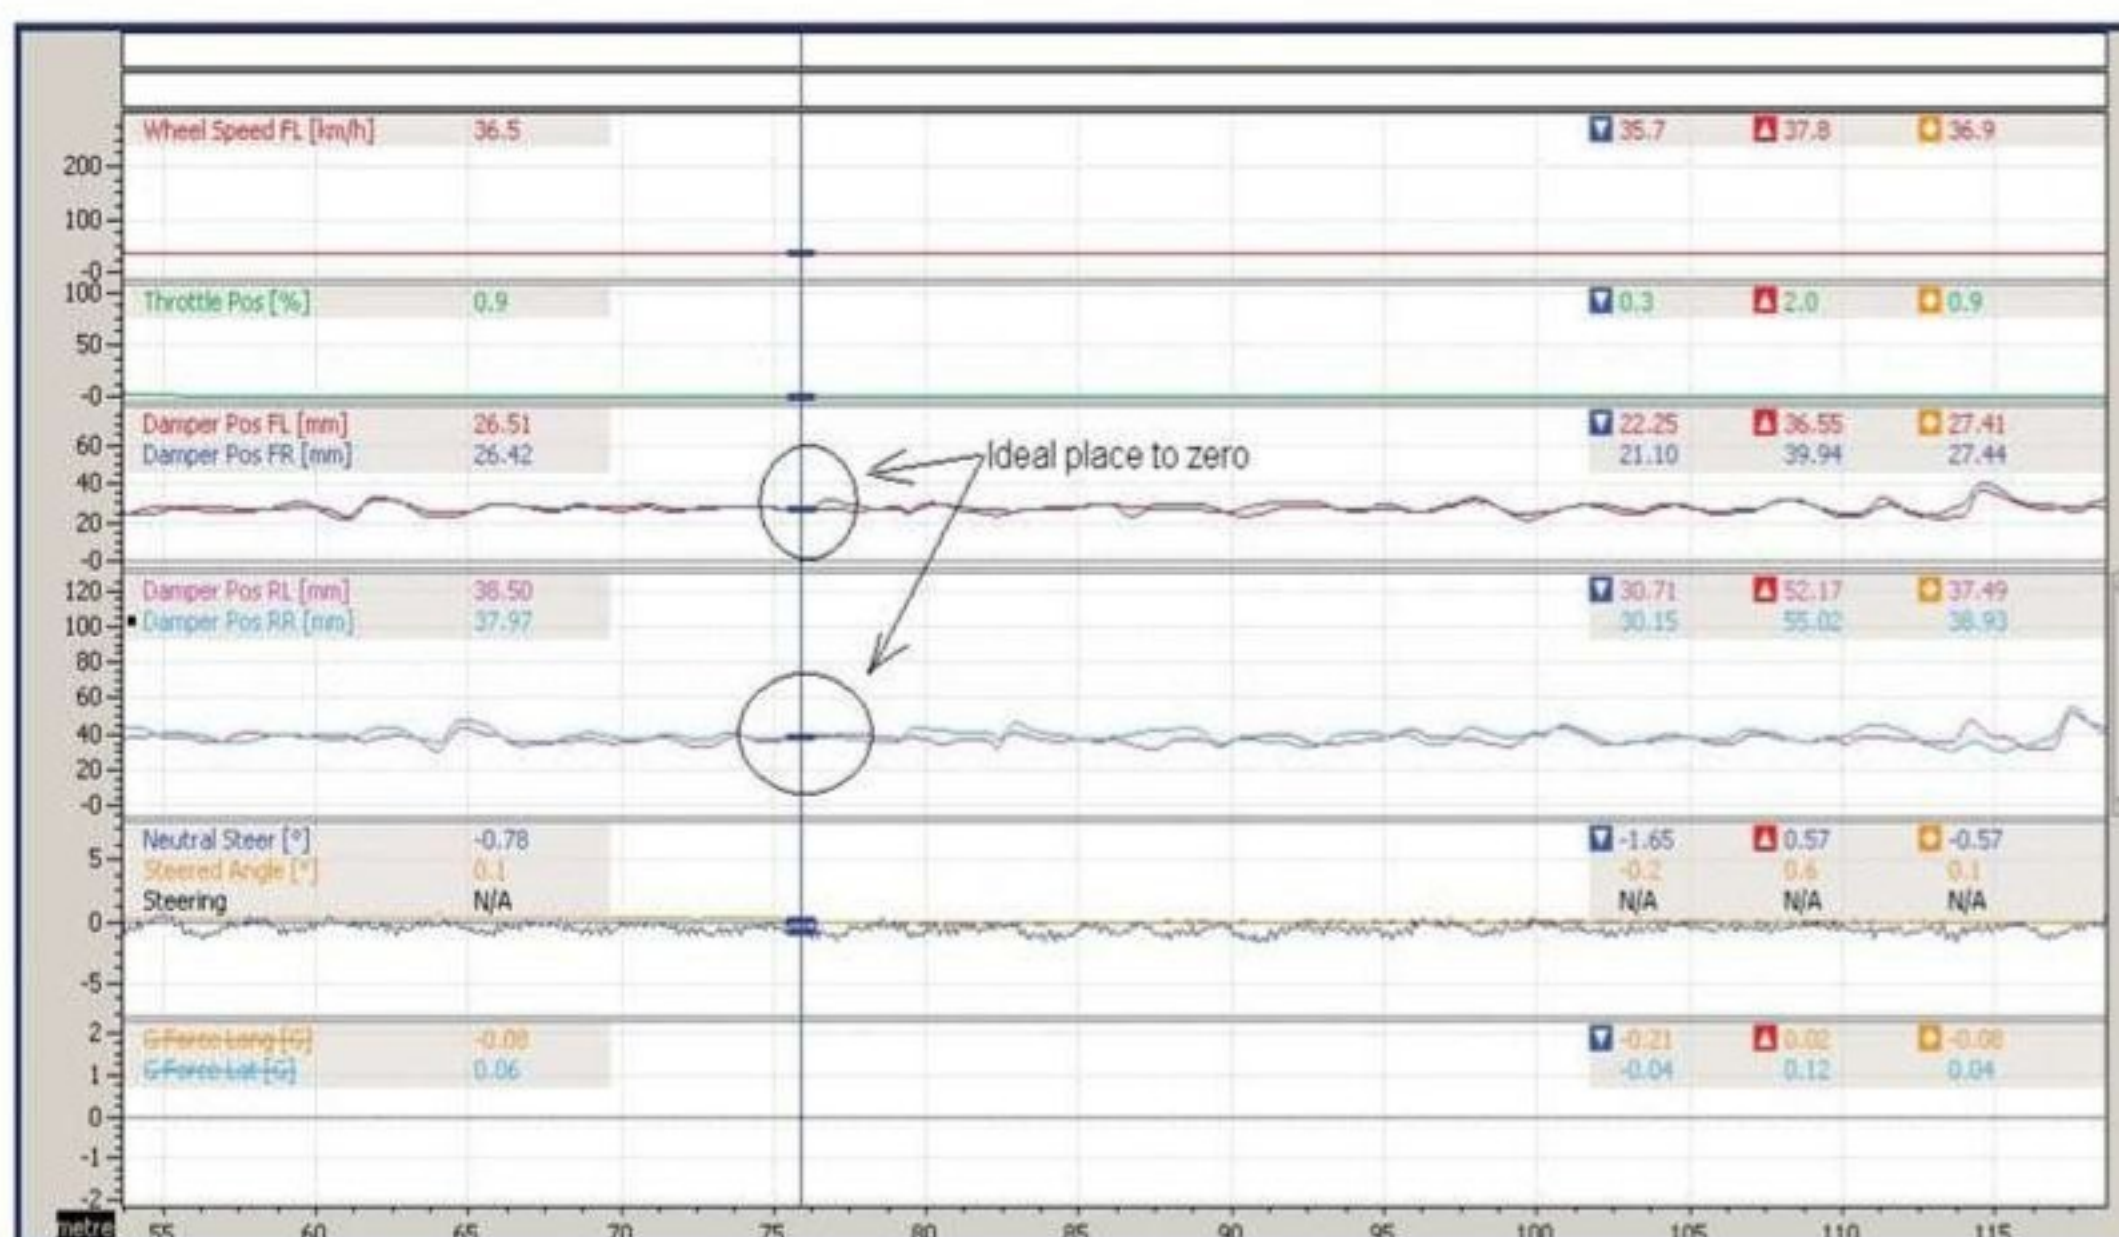 Wheel Speed FL [km/h] 36.5 35.7 37.8 36.9
200
100
-0
Throttle Pos [%] 0.9 0.3 2.0 0.9
100
50
-0
Damper Pos FL [mm] 26.51 22.25 36.55 27.41
Damper Pos FR [mm] 26.42 21.10 39.94 27.44
Ideal place to zero
60
40
20
-0
Damper Pos RL [mm] 38.50 30.71 52.17 37.49
Damper Pos RR [mm] 37.97 30.15 55.02 38.93
120
100
80
60
40
20
-0
Neutral Steer [°] -0.78 -1.65 0.57 -0.57
Steered Angle [°] 0.1 -0.2 0.6 0.1
Steering N/A N/A N/A N/A
5
0
-5
G Force Long [G] -0.08 -0.21 0.02 -0.08
G Force Lat [G] 0.06 -0.04 0.12 0.04
2
1
0
-1
-2
metre 55 60 65 70 75 80 85 90 95 100 105 110 115